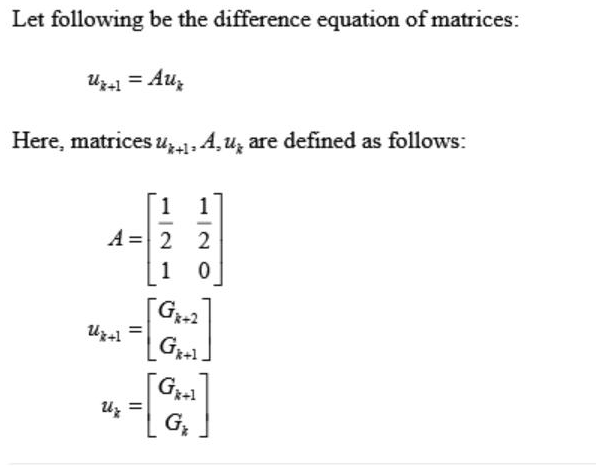 Let following be the difference equation of matrices:
u_{k+1} = Au_k
Here, matrices u_{k+1}, A, u_k are defined as follows:
A = [1/2 1/2; 1 0]
u_{k+1} = [G_{k+2}; G_{k+1}]
u_k = [G_{k+1}; G_k]